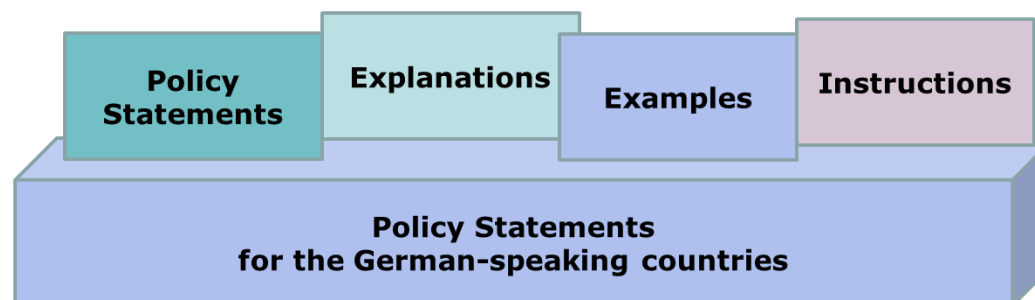 Policy
Statements
Explanations
Examples
Instructions
Policy Statements
for the German-speaking countries